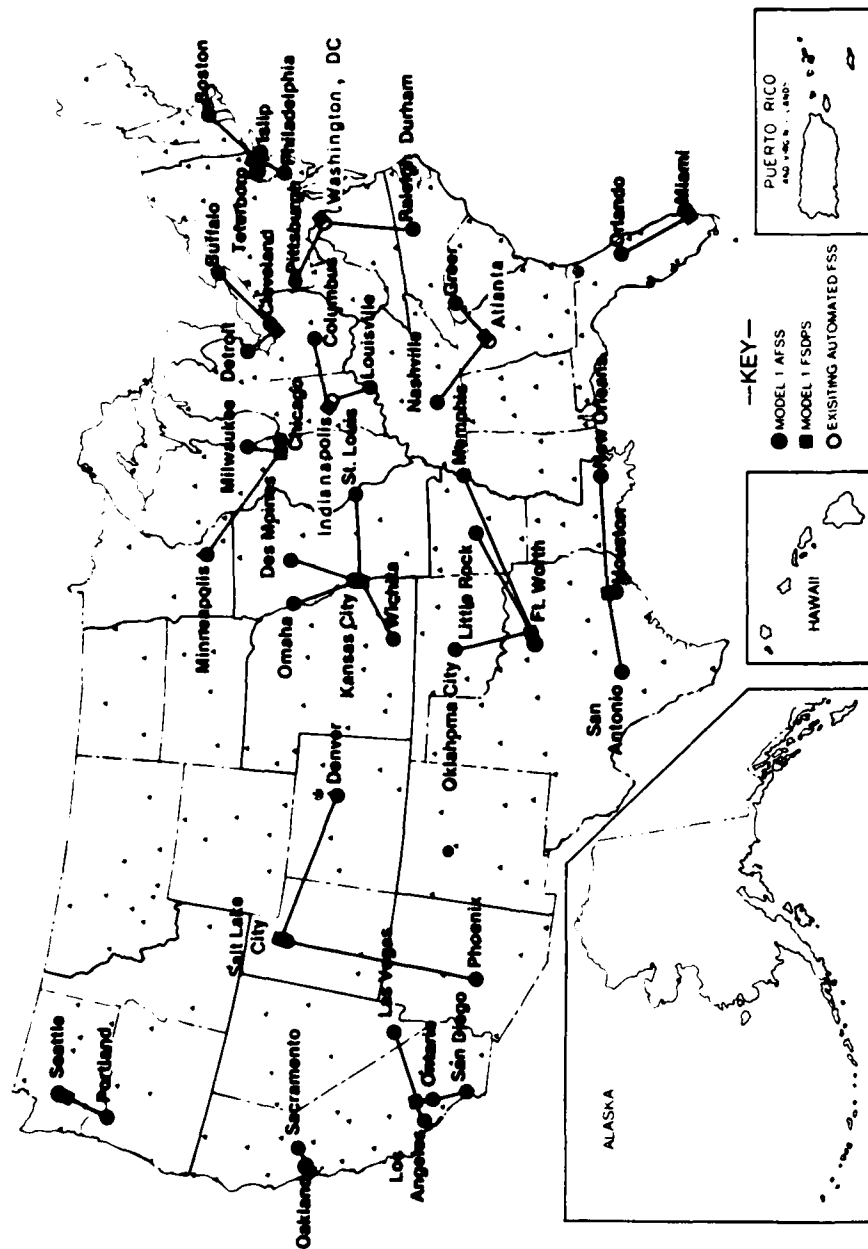 Seattle
Portland
Sacramento
Oakland
Los
Angeles
Ontario
San Diego
Las Vegas
Phoenix
Salt Lake
City
Denver
Minneapolis
Omaha
Des Moines
Kansas City
Wichita
St. Louis
Oklahoma City
Little Rock
Ft. Worth
San
Antonio
Houston
New Orleans
Memphis
Nashville
Milwaukee
Chicago
Indianapolis
Louisville
Columbus
Detroit
Cleveland
Buffalo
Pittsburgh
Teterboro
Boston
Islip
Philadelphia
Washington, DC
Raleigh Durham
Greer
Atlanta
Orlando
Miami
ALASKA
HAWAII
PUERTO RICO
AND VIRGIN ISLANDS
—KEY—
MODEL 1 AFSS
MODEL 1 FSDPS
EXISITING AUTOMATED FSS